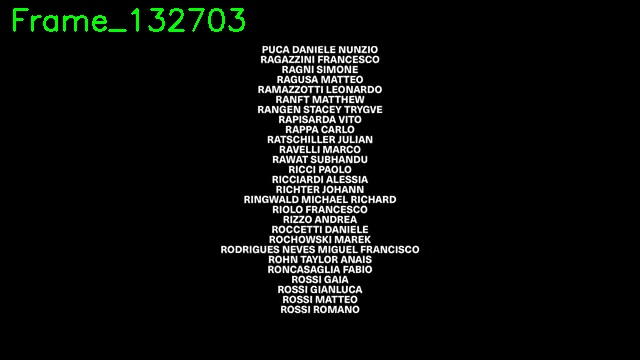 Frame_132703
PUCA DANIELE NUNZIO
RAGAZZINI FRANCESCO
RAGNI SIMONE
RAGUSA MATTEO
RAMAZZOTTI LEONARDO
RANFT MATTHEW
RANGEN STACEY TRYGVE
RAPISARDA VITO
RAPPA CARLO
RATSCHILLER JULIAN
RAVELLI MARCO
RAWAT SUBHANDU
RICCI PAOLO
RICCIARDI ALESSIA
RICHTER JOHANN
RINGWALD MICHAEL RICHARD
RIOLO FRANCESCO
RIZZO ANDREA
ROCCETTI DANIELE
ROCHOWSKI MAREK
RODRIGUES NEVES MIGUEL FRANCISCO
ROHN TAYLOR ANAIS
RONCASAGLIA FABIO
ROSSI GAIA
ROSSI GIANLUCA
ROSSI MATTEO
ROSSI ROMANO